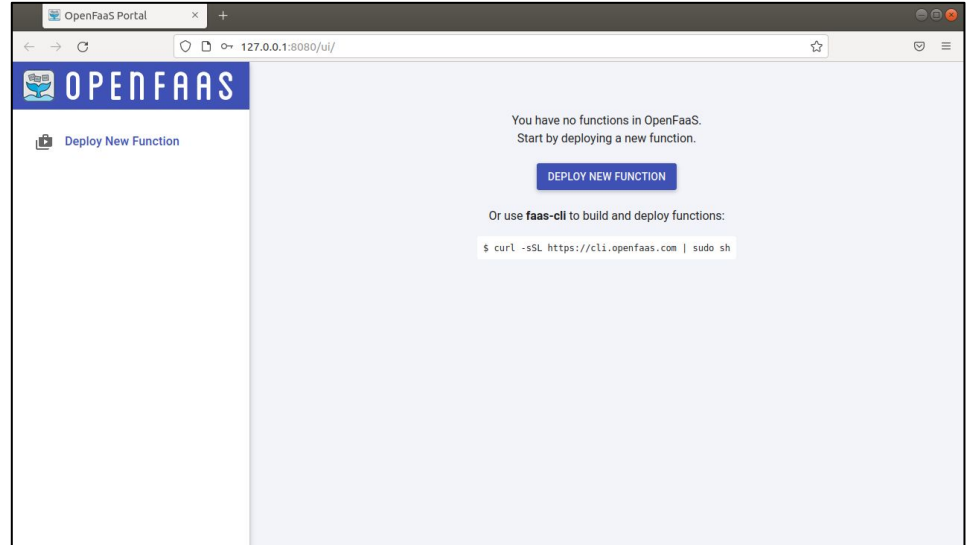 OpenFaaS Portal
127.0.0.1:8080/ui/
OPENFAAS
Deploy New Function
You have no functions in OpenFaaS.
Start by deploying a new function.
DEPLOY NEW FUNCTION
Or use faas-cli to build and deploy functions:
$ curl -sSL https://cli.openfaas.com | sudo sh